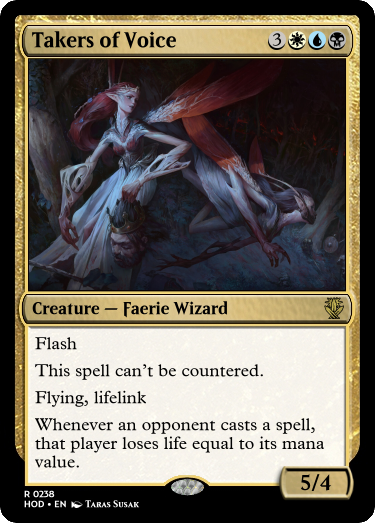 Takers of Voice 3
Creature — Faerie Wizard
Flash
This spell can't be countered.
Flying, lifelink
Whenever an opponent casts a spell,
that player loses life equal to its mana
value.
5/4
R 0238
HOD • EN Taras Susak